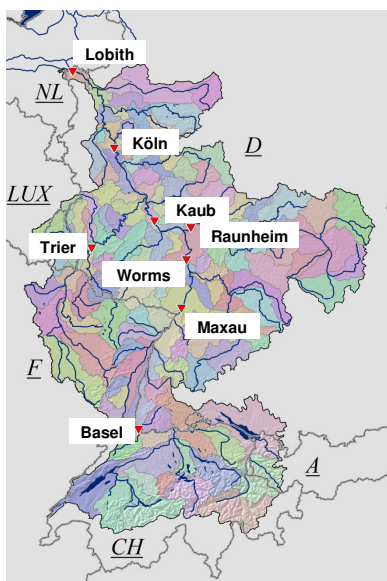 Lobith
NL
Köln
D
LUX
Kaub
Trier
Raunheim
Worms
Maxau
F
Basel
A
CH